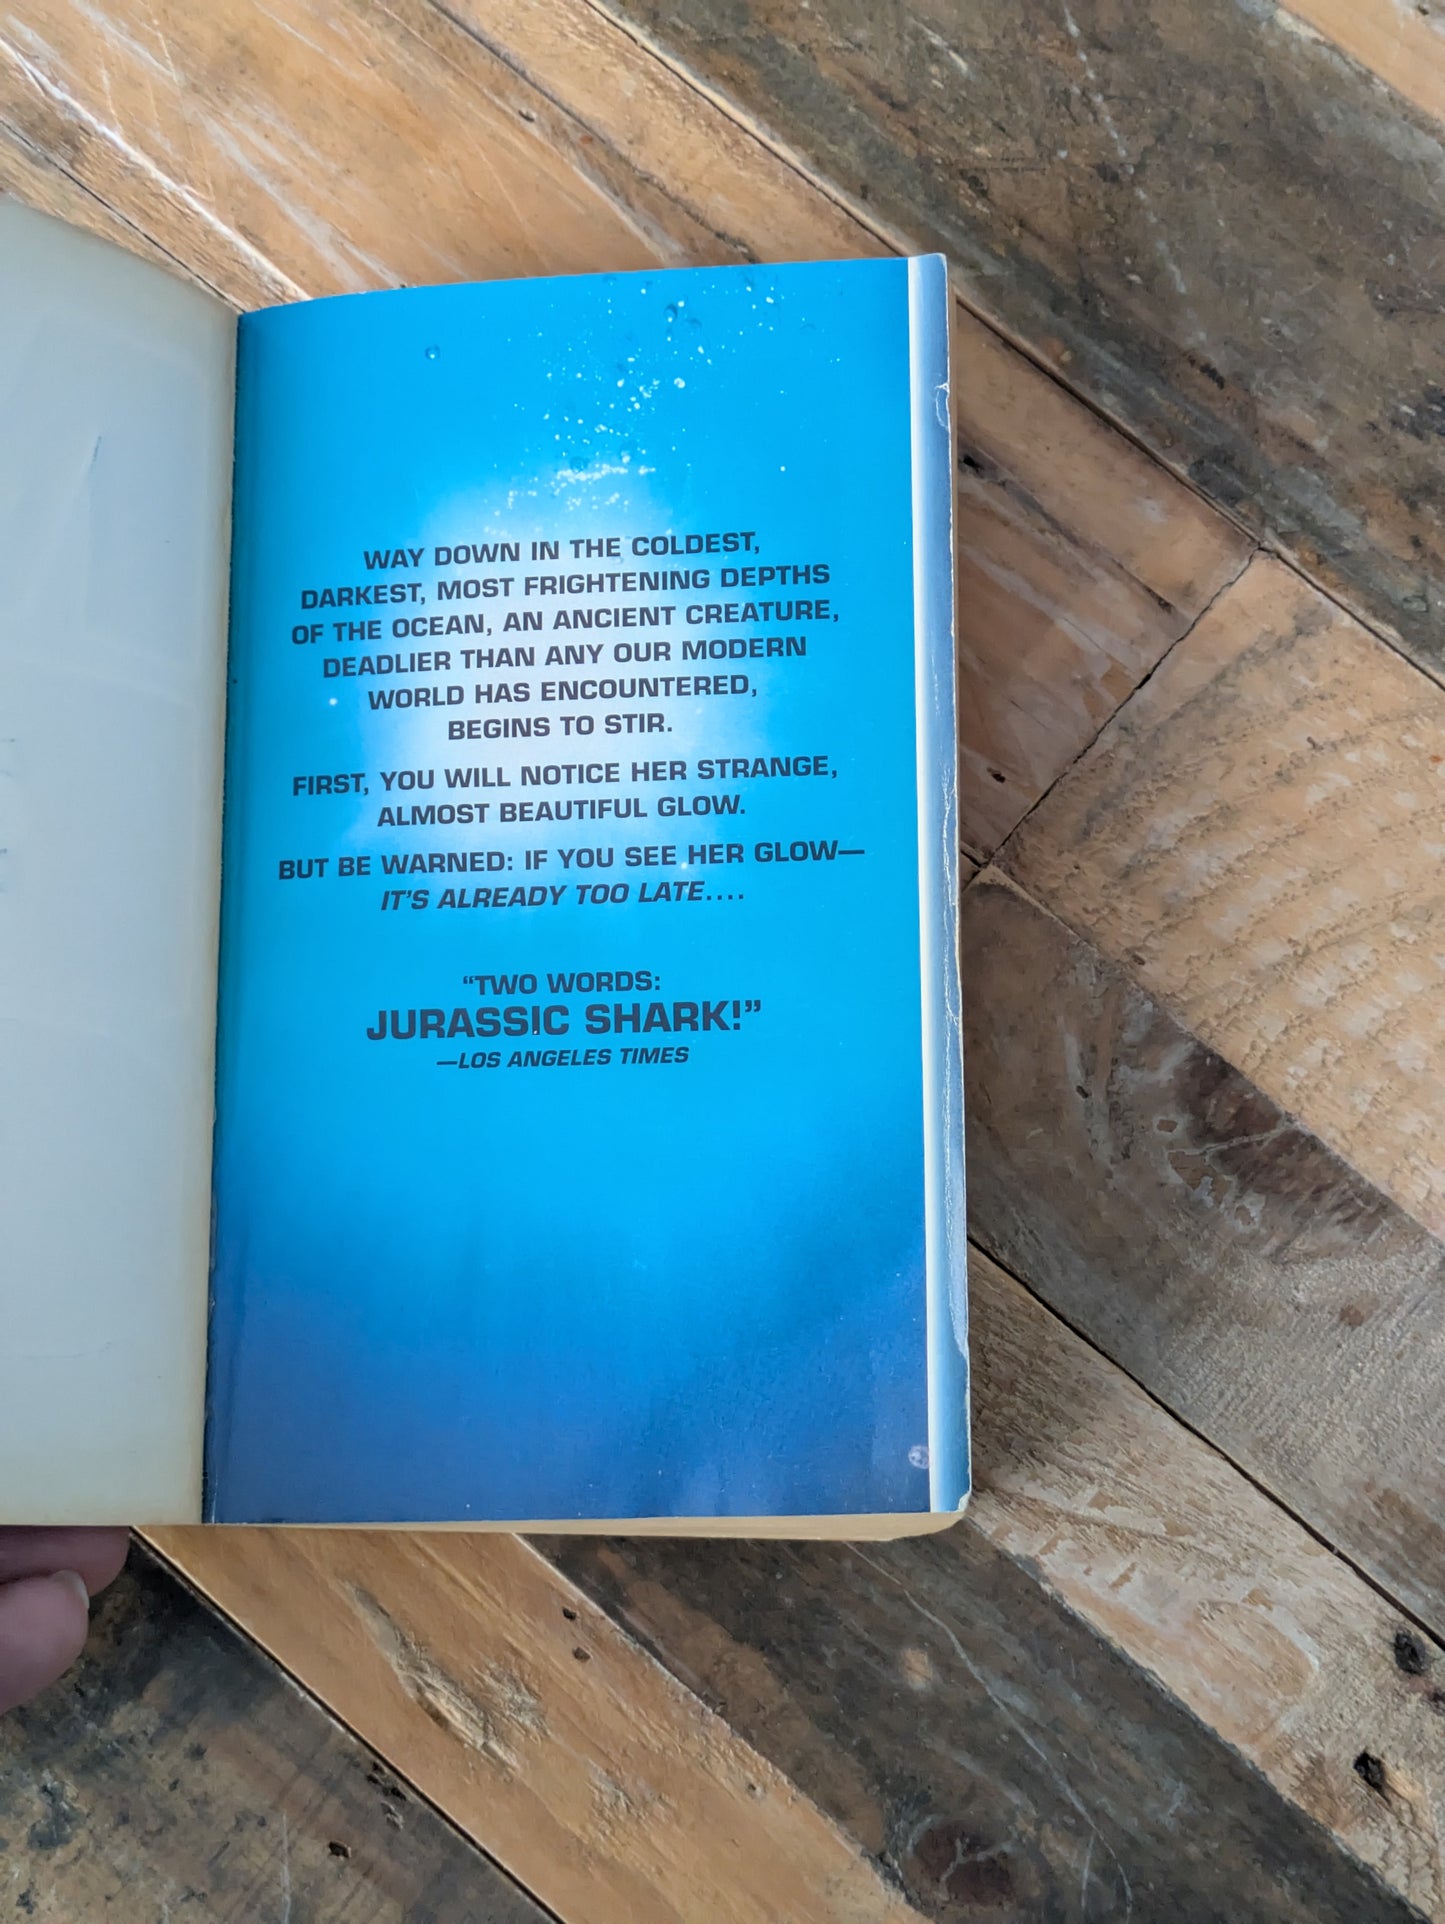 WAY DOWN IN THE COLDEST,
DARKEST, MOST FRIGHTENING DEPTHS
OF THE OCEAN, AN ANCIENT CREATURE,
DEADLIER THAN ANY OUR MODERN
WORLD HAS ENCOUNTERED,
BEGINS TO STIR.
FIRST, YOU WILL NOTICE HER STRANGE,
ALMOST BEAUTIFUL GLOW.
BUT BE WARNED: IF YOU SEE HER GLOW—
IT'S ALREADY TOO LATE....
“TWO WORDS:
JURASSIC SHARK!”
—LOS ANGELES TIMES